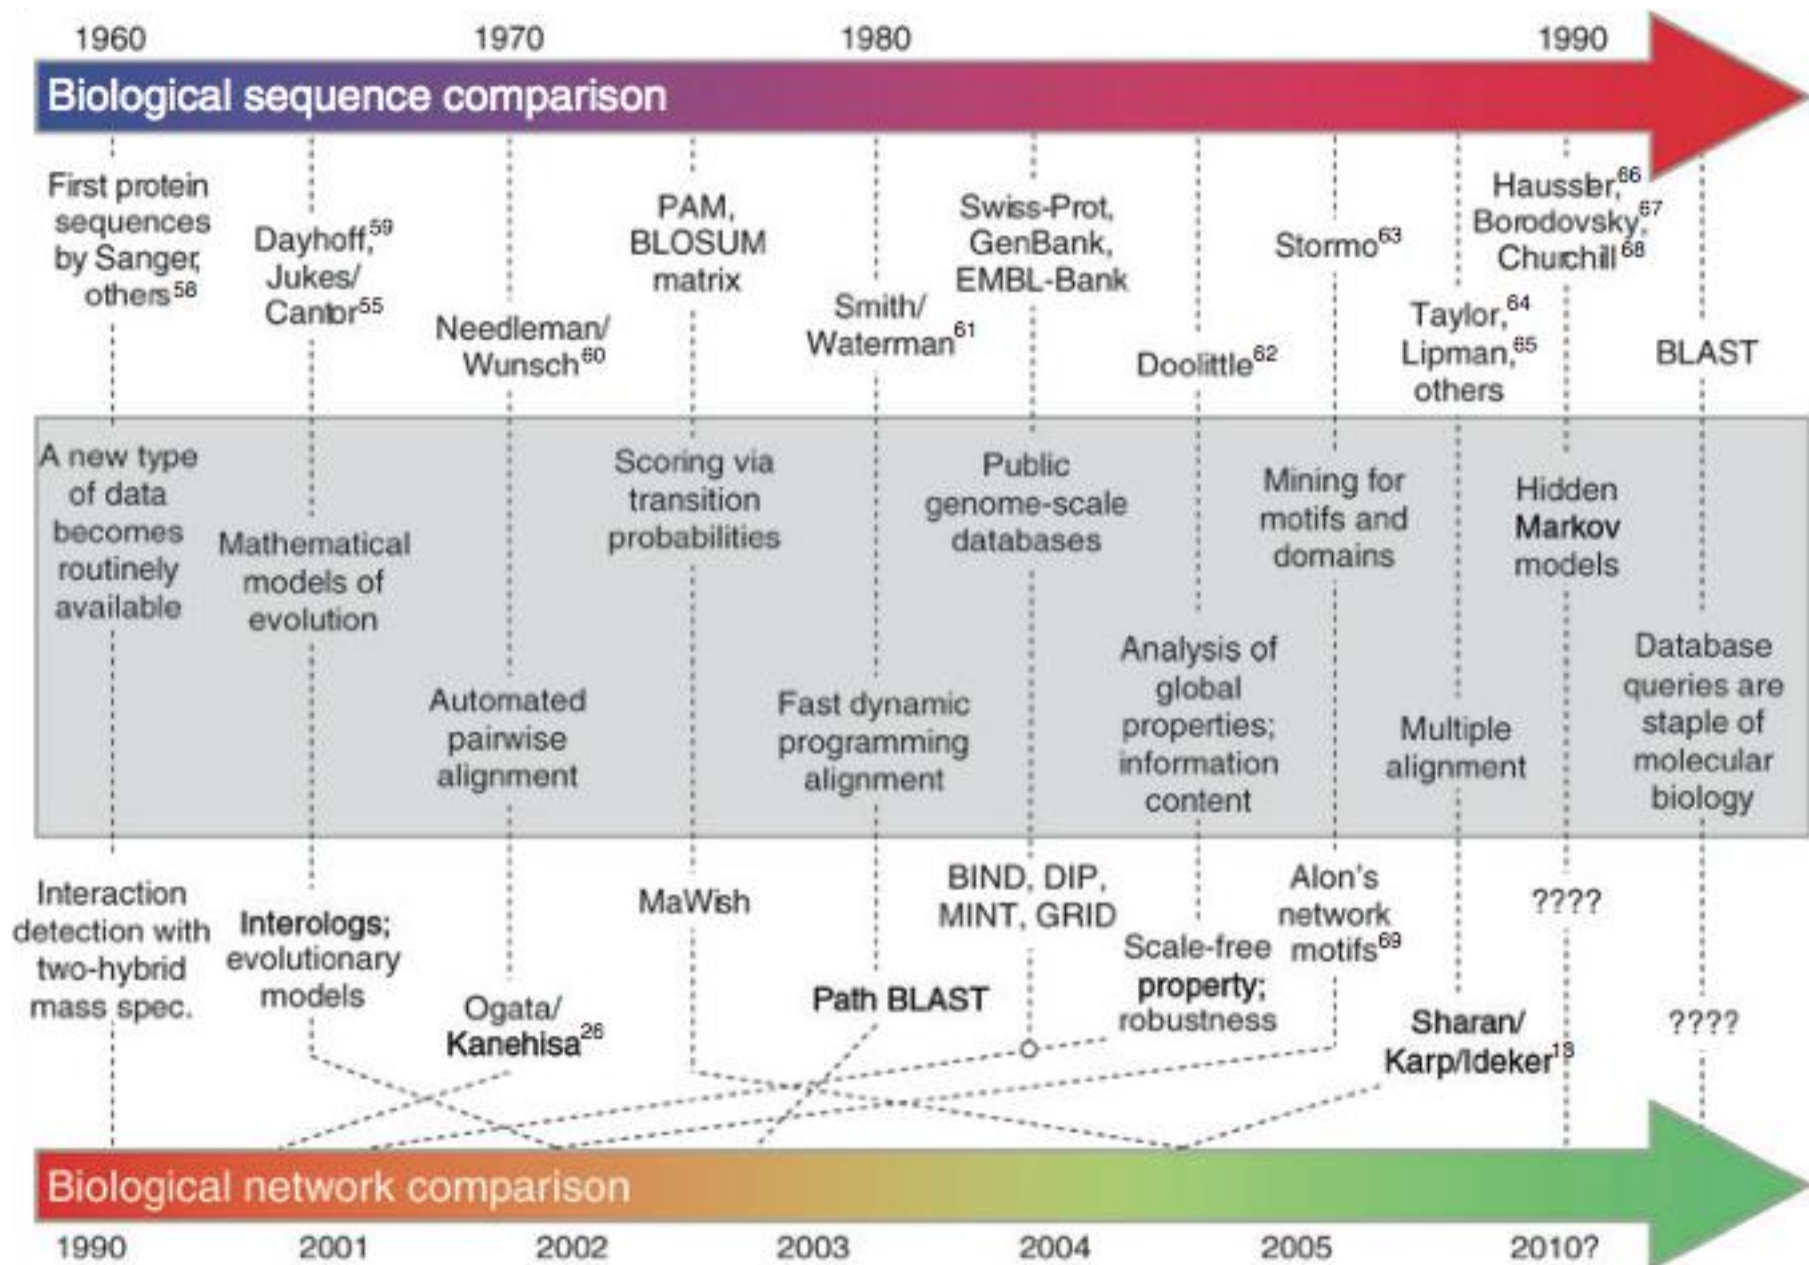 1960 1970 1980 1990
Biological sequence comparison
First protein
sequences
by Sanger,
others58
Dayhoff,59
Jukes/
Cantor55
Needleman/
Wunsch60
PAM,
BLOSUM
matrix
Smith/
Waterman61
Swiss-Prot,
GenBank,
EMBL-Bank
Doolittle62
Stormo63
Taylor,64
Lipman,65
others
Haussler,66
Borodovsky,67
Churchill68
BLAST
A new type
of data
becomes
routinely
available
Mathematical
models of
evolution
Automated
pairwise
alignment
Scoring via
transition
probabilities
Fast dynamic
programming
alignment
Public
genome-scale
databases
Analysis of
global
properties;
information
content
Mining for
motifs and
domains
Multiple
alignment
Hidden
Markov
models
Database
queries are
staple of
molecular
biology
Interaction
detection with
two-hybrid
mass spec.
Interologs;
evolutionary
models
Ogata/
Kanehisa26
MaWish
Path BLAST
BIND, DIP,
MINT, GRID
Scale-free
property;
robustness
Alon's
network
motifs69
Sharan/
Karp/Ideker13
????
????
Biological network comparison
1990 2001 2002 2003 2004 2005 2010?